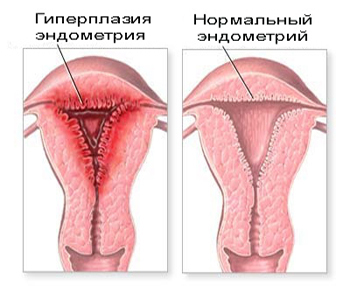 Гиперплазия
эндометрия
Нормальный
эндометрий